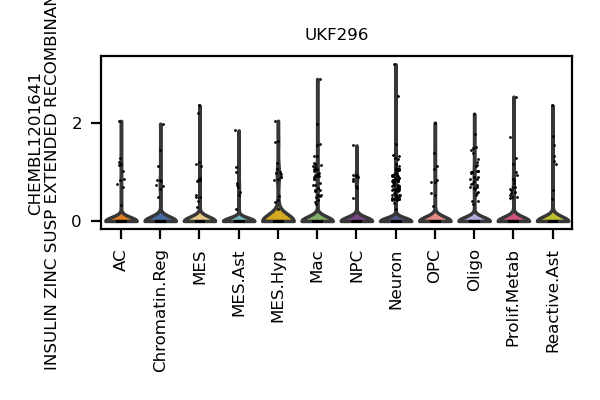 UKF296
CHEMBL1201641
INSULIN ZINC SUSP EXTENDED RECOMBINAN
2
0
AC
Chromatin.Reg
MES
MES.Ast
MES.Hyp
Mac
NPC
Neuron
OPC
Oligo
Prolif.Metab
Reactive.Ast